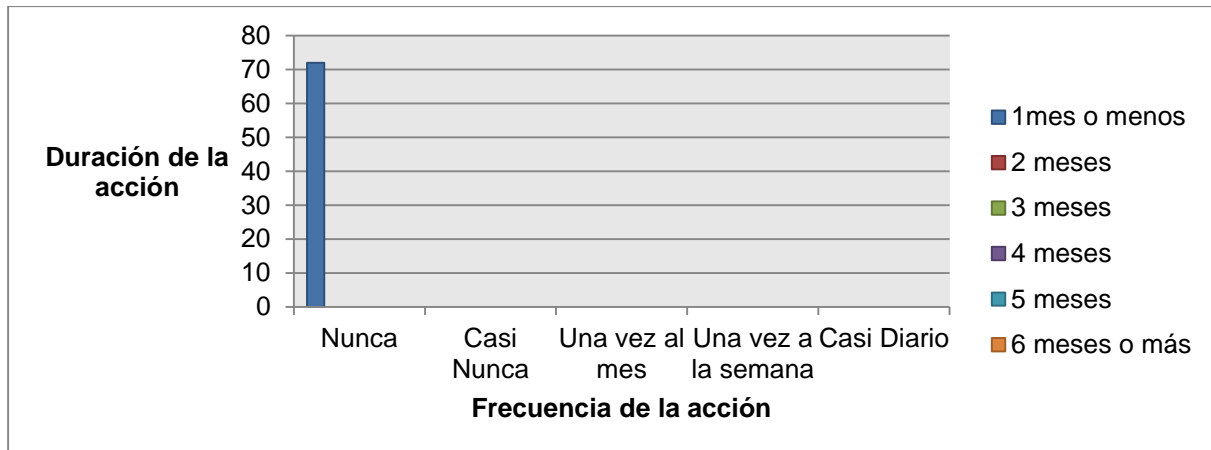 80
70
60
50
40
30
20
10
0
Duración de la
acción
Nunca
Casi
Nunca
Una vez al
mes
Una vez a
la semana
Casi Diario
Frecuencia de la acción
1mes o menos
2 meses
3 meses
4 meses
5 meses
6 meses o más